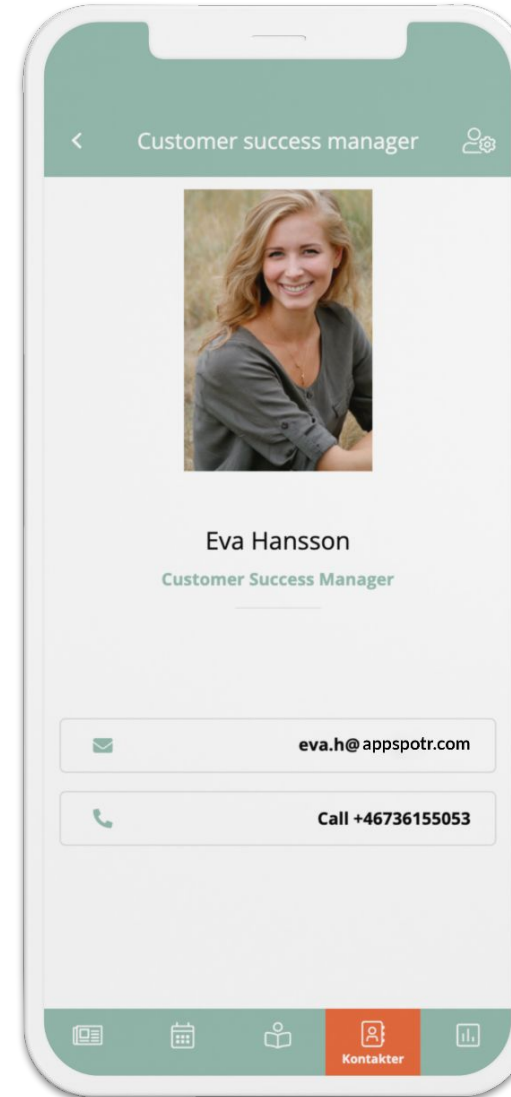 Customer success manager
Eva Hansson
Customer Success Manager
eva.h@appspotr.com
Call +46736155053
Kontakter